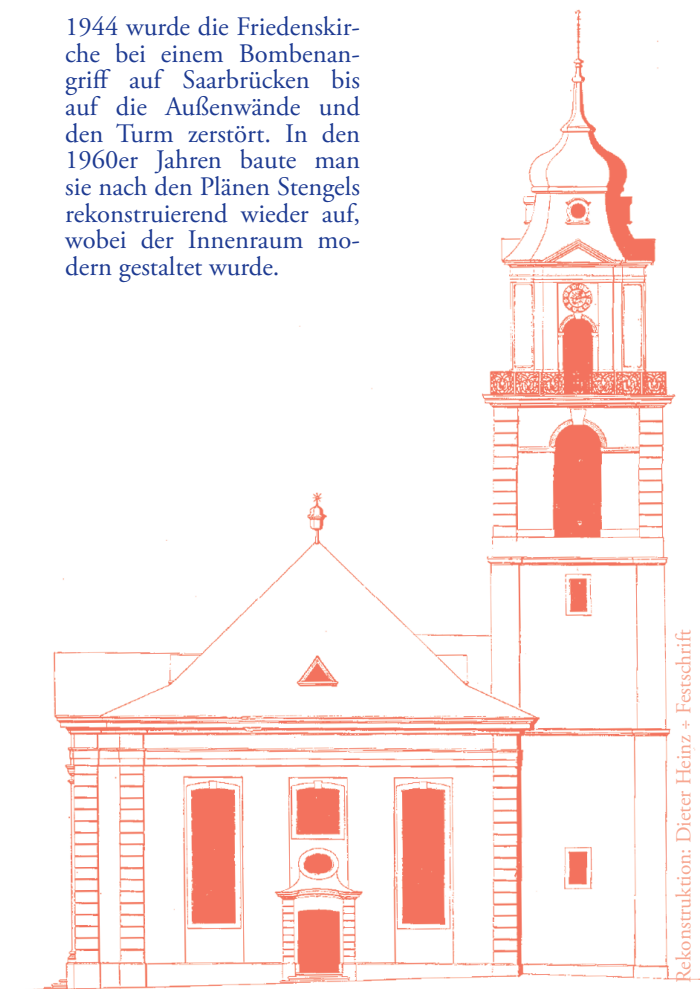 1944 wurde die Friedenskir-
che bei einem Bombenan-
griff auf Saarbrücken bis
auf die Außenwände und
den Turm zerstört. In den
1960er Jahren baute man
sie nach den Plänen Stengels
rekonstruierend wieder auf,
wobei der Innenraum mo-
dern gestaltet wurde.
Rekonstruktion: Dieter Heinz ÷ Festschrift